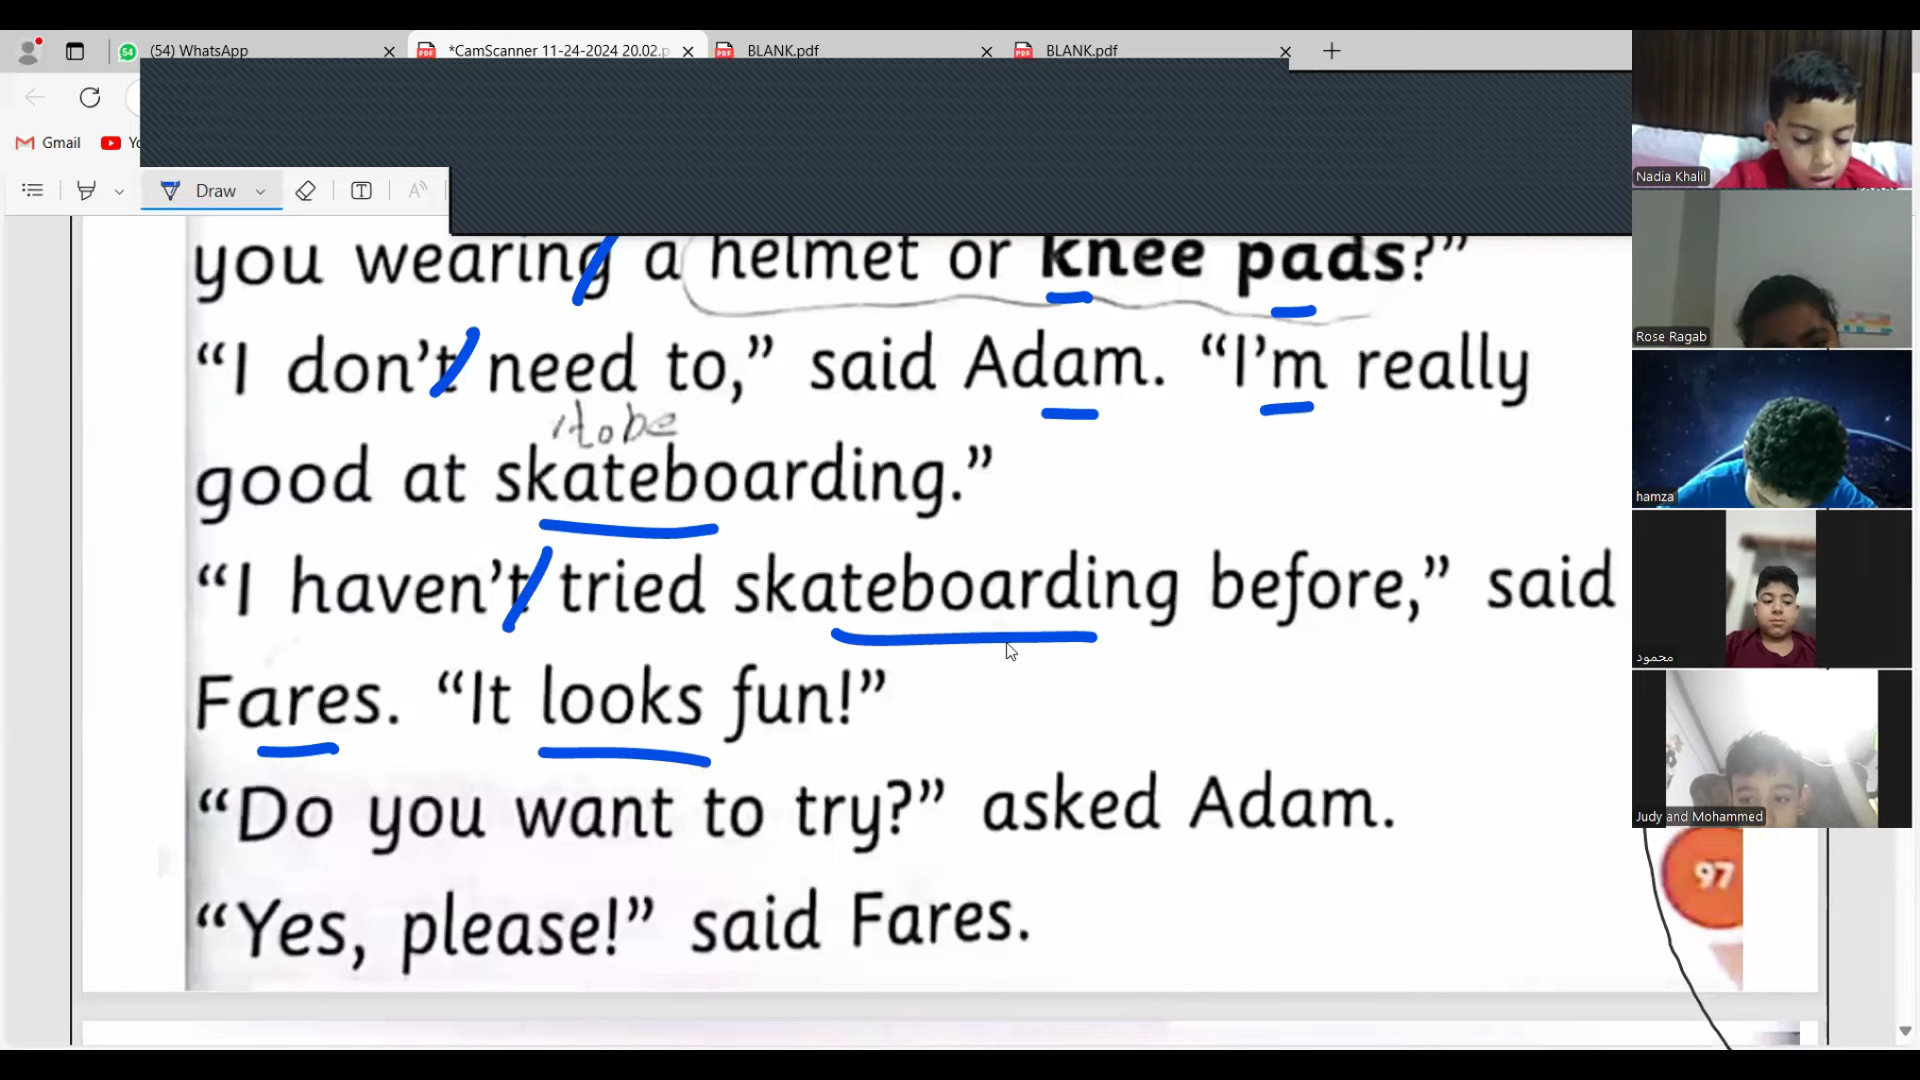 (54) WhatsApp
*CamScanner 11-24-2024 20.02.p
BLANK.pdf
BLANK.pdf
Gmail
Draw
you wearing a helmet or knee pads?”
“I don’t need to,” said Adam. “I’m really
good at skateboarding.”
“I haven’t tried skateboarding before,” said
Fares. “It looks fun!”
“Do you want to try?” asked Adam.
“Yes, please!” said Fares.
97
Nadia Khalil
Rose Ragab
hamza
محمود
Judy and Mohammed